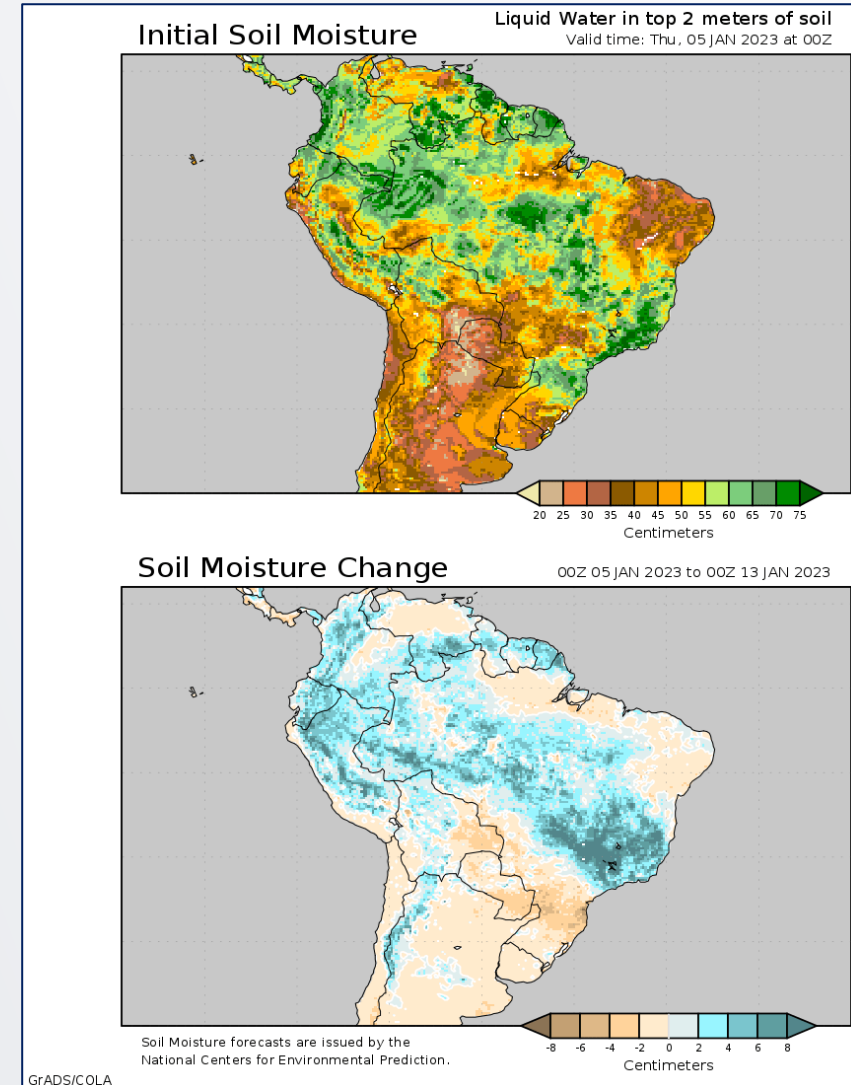 Initial Soil Moisture
Liquid Water in top 2 meters of soil
Valid time: Thu, 05 JAN 2023 at 00Z
20 25 30 35 40 45 50 55 60 65 70 75
Centimeters
Soil Moisture Change
00Z 05 JAN 2023 to 00Z 13 JAN 2023
-8 -6 -4 -2 0 2 4 6 8
Centimeters
Soil Moisture forecasts are issued by the
National Centers for Environmental Prediction.
GrADS/COLA